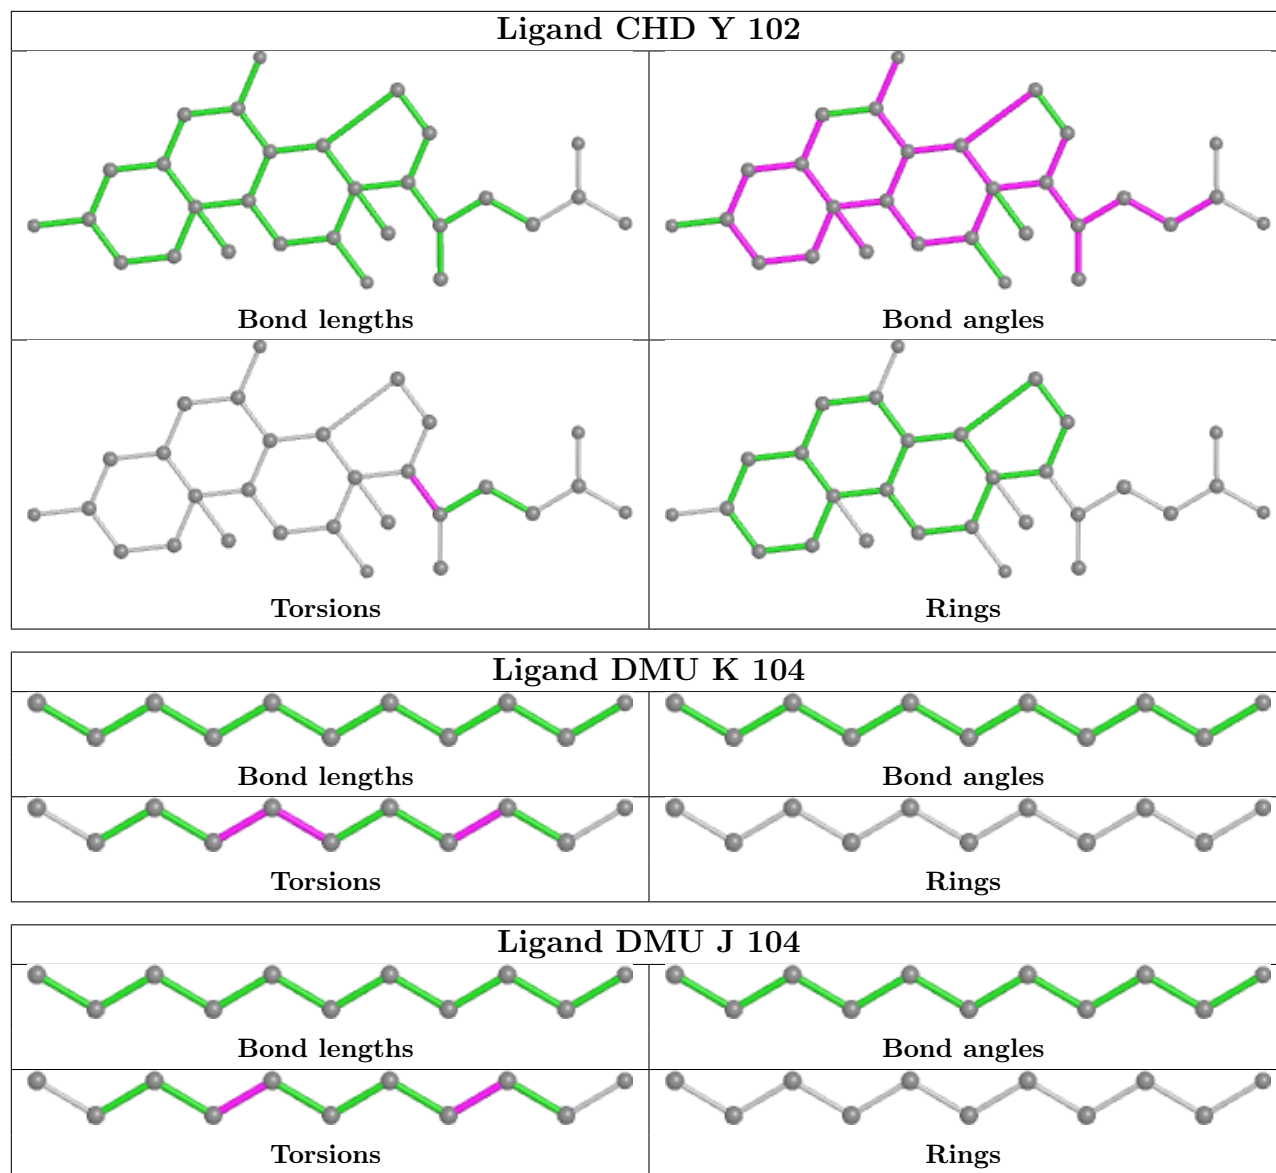 Ligand CHD Y 102
Bond lengths
Bond angles
Torsions
Rings
Ligand DMU K 104
Bond lengths
Bond angles
Torsions
Rings
Ligand DMU J 104
Bond lengths
Bond angles
Torsions
Rings